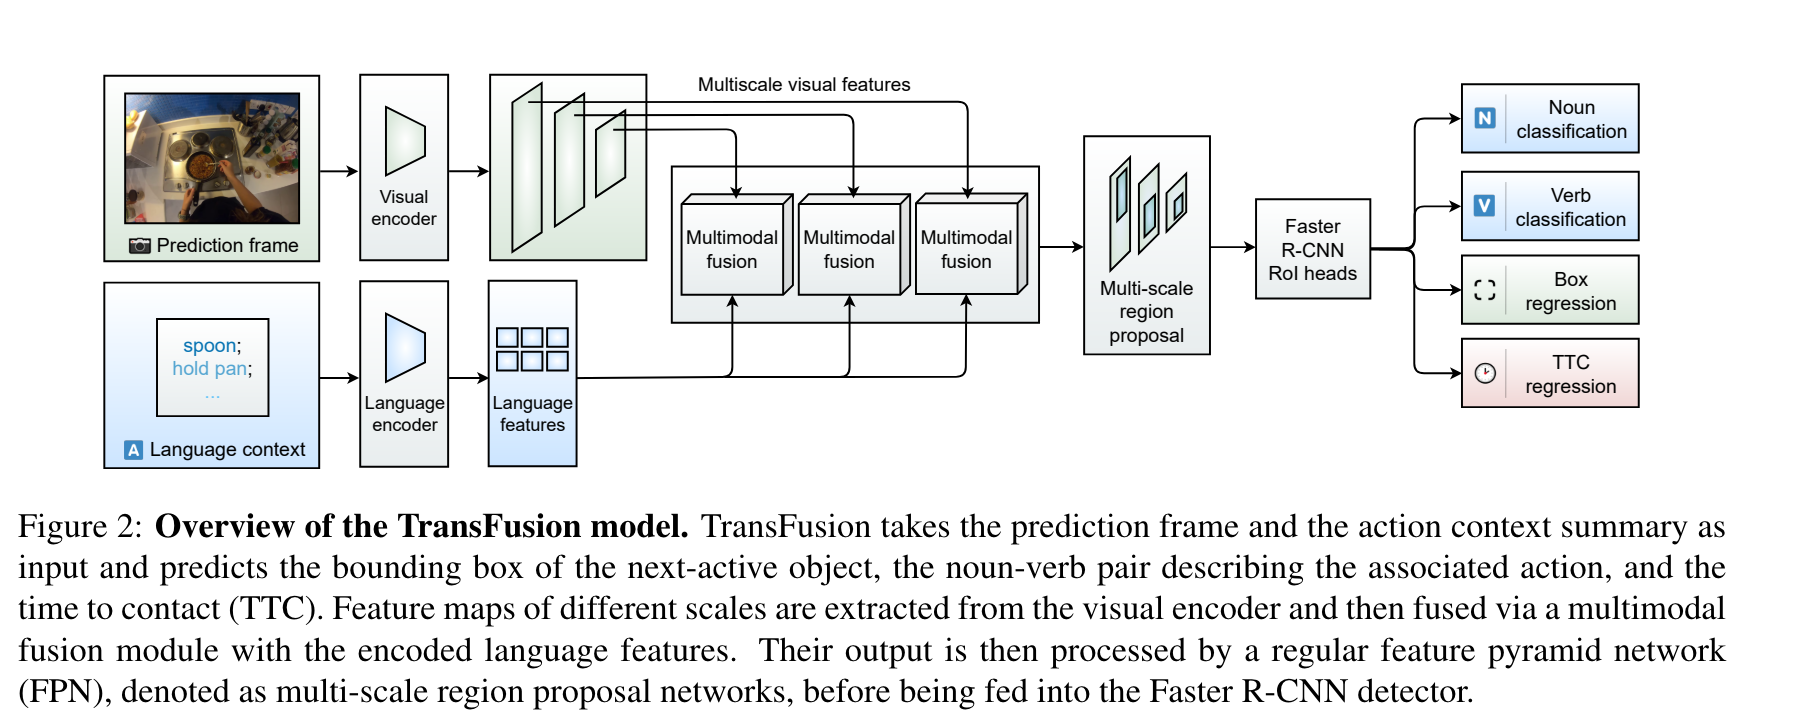 Multiscale visual features
Prediction frame
Visual
encoder
Multimodal
fusion
Multimodal
fusion
Multimodal
fusion
spoon;
hold pan;
...
A Language context
Language
encoder
Language
features
Multi-scale
region
proposal
Faster
R-CNN
RoI heads
N Noun
classification
V Verb
classification
Box
regression
TTC
regression
Figure 2: Overview of the TransFusion model. TransFusion takes the prediction frame and the action context summary as
input and predicts the bounding box of the next-active object, the noun-verb pair describing the associated action, and the
time to contact (TTC). Feature maps of different scales are extracted from the visual encoder and then fused via a multimodal
fusion module with the encoded language features. Their output is then processed by a regular feature pyramid network
(FPN), denoted as multi-scale region proposal networks, before being fed into the Faster R-CNN detector.